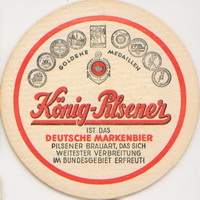 GOLDENE MEDAILLEN
König-Pilsener
IST DAS
DEUTSCHE MARKENBIER
PILSENER BRAUART, DAS SICH
WEITESTER VERBREITUNG
IM BUNDESGEBIET ERFREUT!